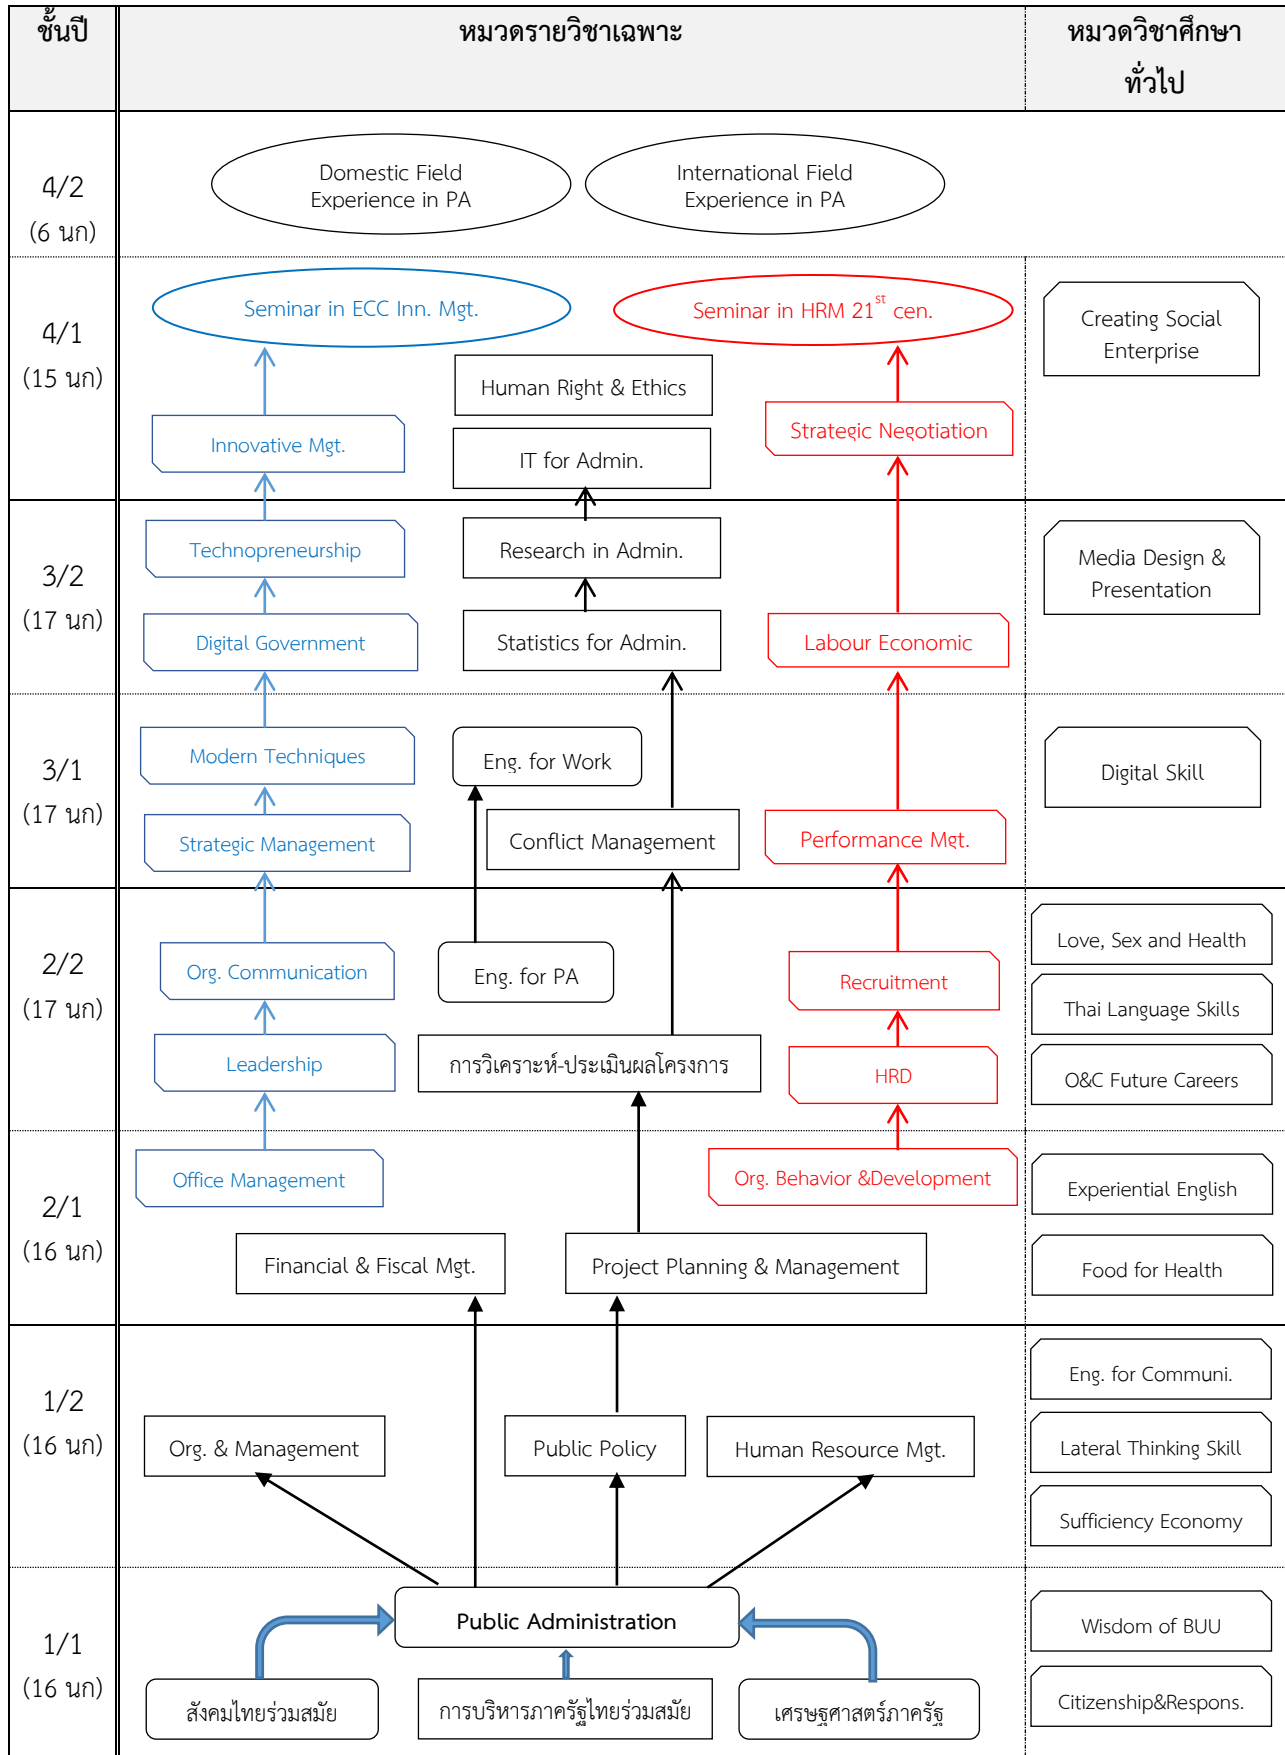 ชั้นปี
หมวดรายวิชาเฉพาะ
หมวดวิชาศึกษา
ทั่วไป
4/2
(6 นก)
Domestic Field
Experience in PA
International Field
Experience in PA
4/1
(15 นก)
Seminar in ECC Inn. Mgt.
Seminar in HRM 21st cen.
Creating Social
Enterprise
Human Right & Ethics
Innovative Mgt.
IT for Admin.
Strategic Negotiation
3/2
(17 นก)
Technopreneurship
Research in Admin.
Media Design &
Presentation
Digital Government
Statistics for Admin.
Labour Economic
3/1
(17 นก)
Modern Techniques
Eng. for Work
Digital Skill
Strategic Management
Conflict Management
Performance Mgt.
2/2
(17 นก)
Love, Sex and Health
Org. Communication
Eng. for PA
Recruitment
Thai Language Skills
Leadership
การวิเคราะห์-ประเมินผลโครงการ
HRD
O&C Future Careers
2/1
(16 นก)
Office Management
Org. Behavior &Development
Experiential English
Financial & Fiscal Mgt.
Project Planning & Management
Food for Health
1/2
(16 นก)
Eng. for Communi.
Org. & Management
Public Policy
Human Resource Mgt.
Lateral Thinking Skill
Sufficiency Economy
1/1
(16 นก)
Public Administration
Wisdom of BUU
สังคมไทยร่วมสมัย
การบริหารภาครัฐไทยร่วมสมัย
เศรษฐศาสตร์ภาครัฐ
Citizenship&Respons.